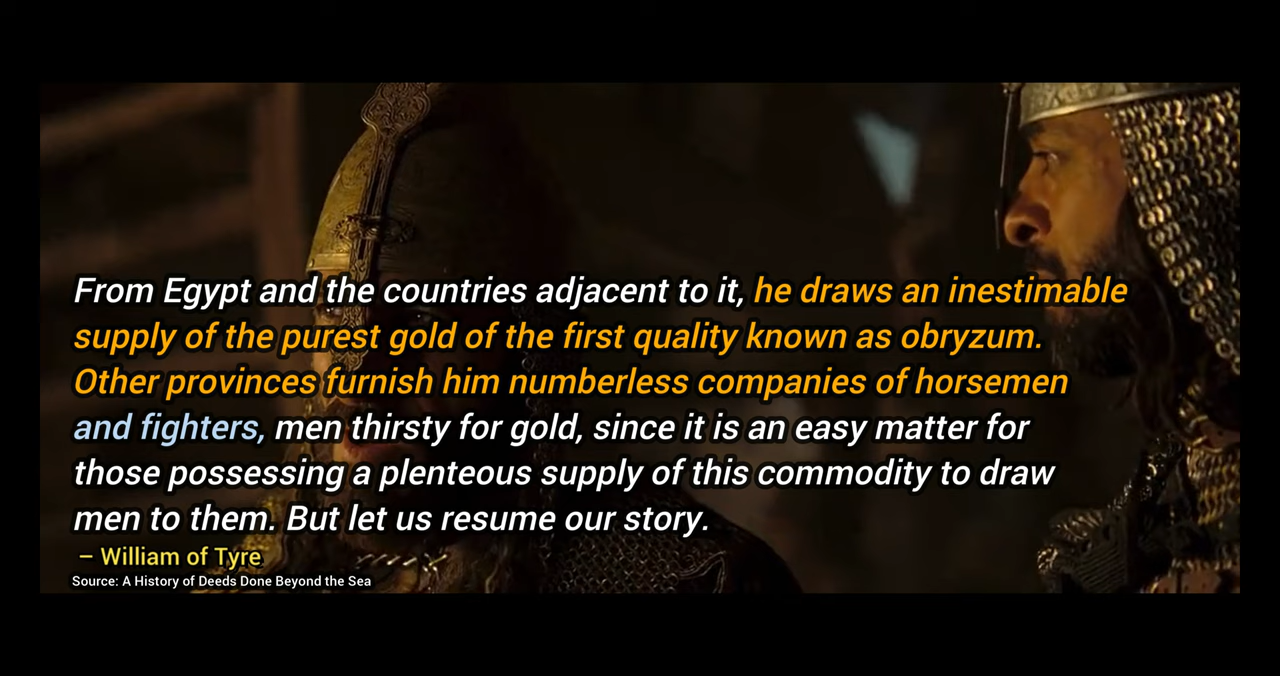 From Egypt and the countries adjacent to it, he draws an inestimable
supply of the purest gold of the first quality known as obryzum.
Other provinces furnish him numberless companies of horsemen
and fighters, men thirsty for gold, since it is an easy matter for
those possessing a plenteous supply of this commodity to draw
men to them. But let us resume our story.
– William of Tyre
Source: A History of Deeds Done Beyond the Sea